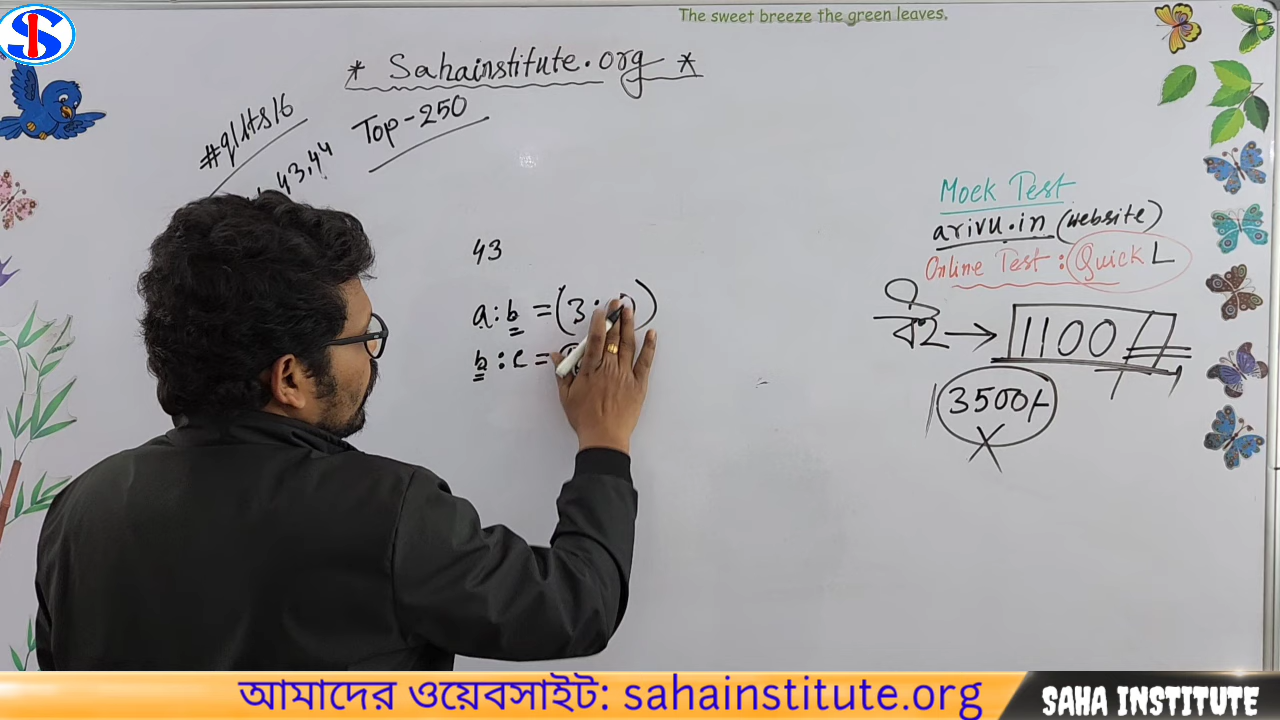 The sweet breeze the green leaves.
* Sahainstitute.org *
Top-250
43,44
43
a:b = (3:
b:c =
Mock Test
arivu.in (website)
Online Test: Quick L
বই → 1100/-
3500/-
X
আমাদের ওয়েবসাইট: sahainstitute.org
SAHA INSTITUTE